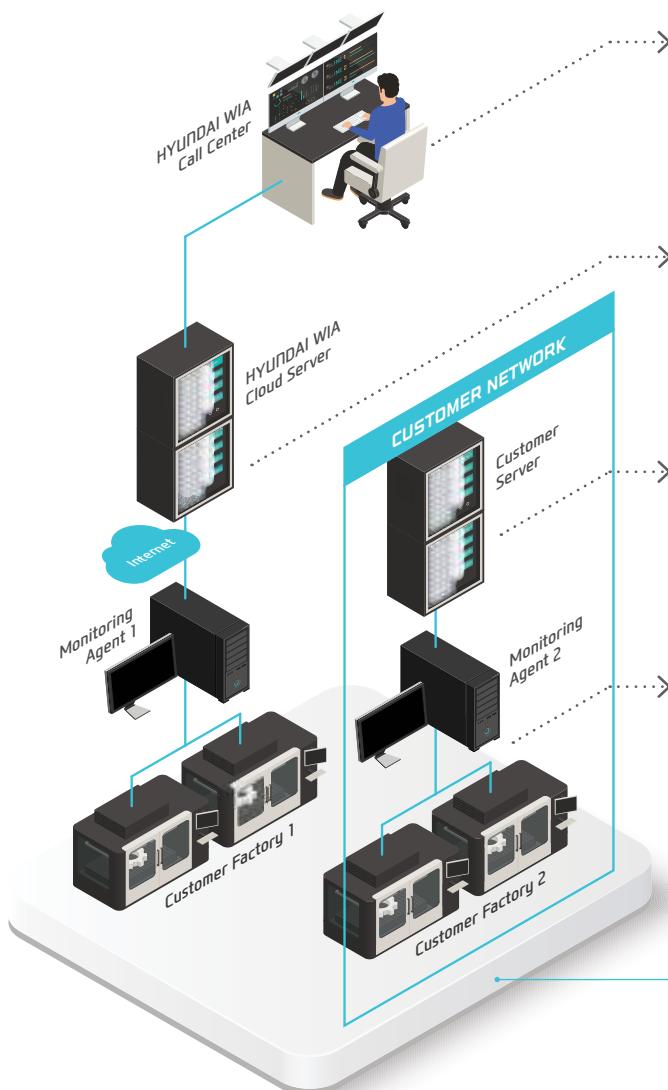 HYUNDAI WIA
Call Center
HYUNDAI WIA
Cloud Server
CUSTOMER NETWORK
Customer
Server
Internet
Monitoring
Agent 1
Monitoring
Agent 2
Customer Factory 1
Customer Factory 2